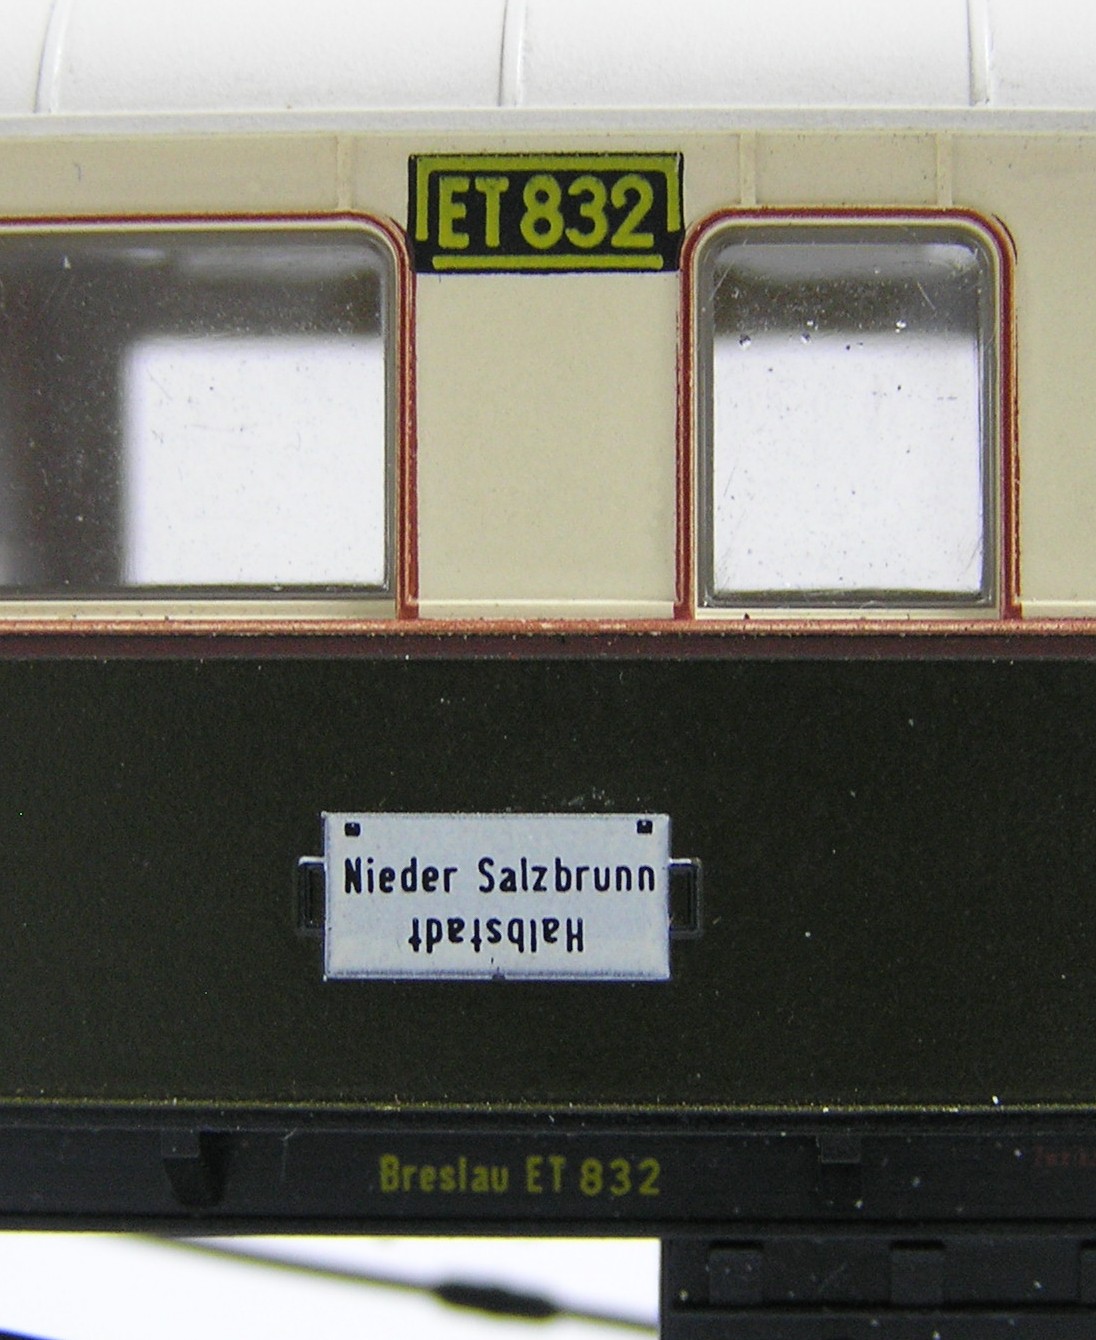 ET 832
Nieder Salzbrunn
Halbstadt
Breslau ET 832